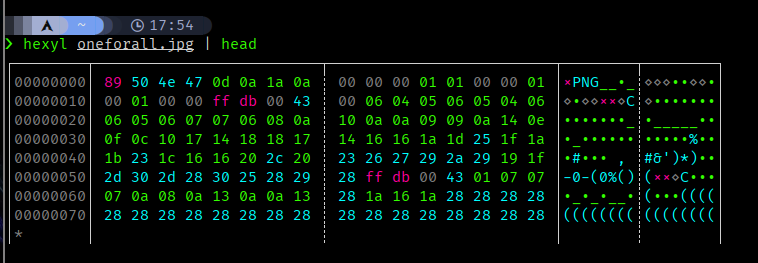 ~ 17:54
❯ hexyl oneforall.jpg | head
00000000 89 50 4e 47 0d 0a 1a 0a 00 00 00 01 01 00 00 01 ×PNG__•_ ⋄⋄⋄••⋄⋄•
00000010 00 01 00 00 ff db 00 43 00 06 04 05 06 05 04 06 ⋄•⋄⋄××⋄C ⋄•••••••
00000020 06 05 06 07 07 06 08 0a 10 0a 0a 09 09 0a 14 0e •••••••_ •_____••
00000030 0f 0c 10 17 14 18 18 17 14 16 16 1a 1d 25 1f 1a •_•••••• •••••%••
00000040 1b 23 1c 16 16 20 2c 20 23 26 27 29 2a 29 19 1f •#••• , #&')*)••
00000050 2d 30 2d 28 30 25 28 29 28 ff db 00 43 01 07 07 -0-(0%() (××⋄C•••
00000060 07 0a 08 0a 13 0a 0a 13 28 1a 16 1a 28 28 28 28 •_•_•__• (•••((((
00000070 28 28 28 28 28 28 28 28 28 28 28 28 28 28 28 28 (((((((( ((((((((
*